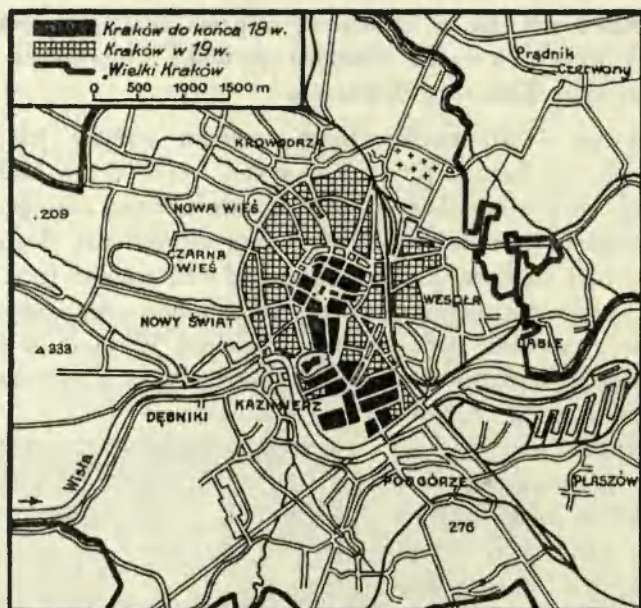 Kraków do końca 18 w.
Kraków w 19 w.
Wielki Kraków
0 500 1000 1500 m
Prądnik
Czerwony
KROWODRZA
.209
NOWA WIEŚ
CZARNA
WIEŚ
WESOŁA
NOWY ŚWIAT
DĄBIE
△ 233
KAZIMIERZ
DĘBNIKI
Wisła
PODGÓRZE
PŁASZÓW
276